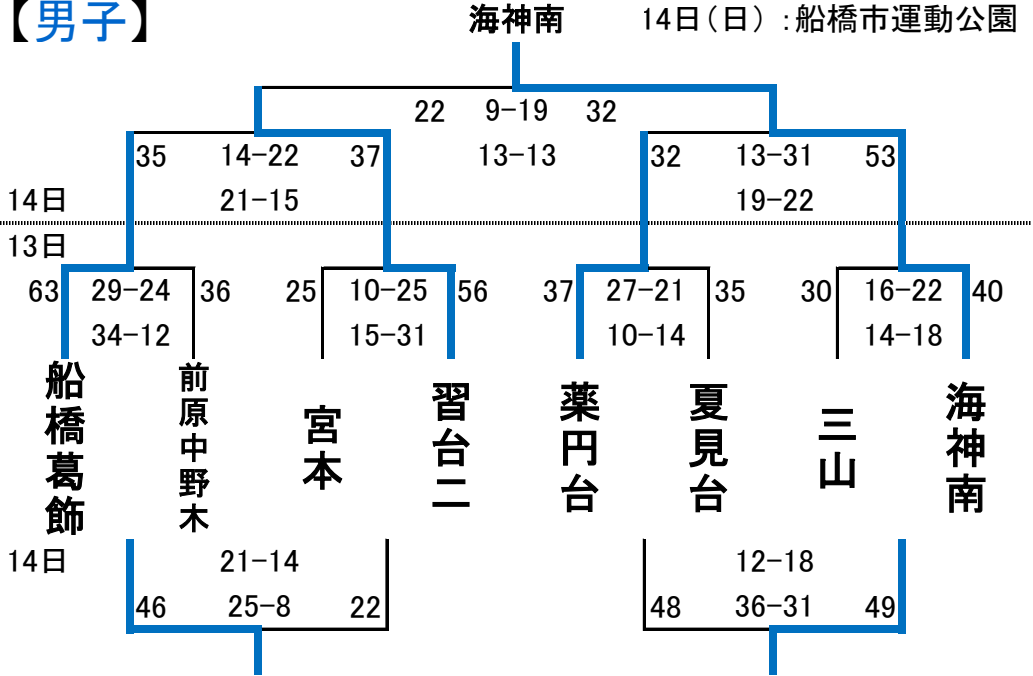 【男子】
海神南
14日(日):船橋市運動公園
22 9-19 32
13-13
35 14-22 37
21-15
32 13-31 53
19-22
14日
13日
63 29-24 36
34-12
25 10-25 56
15-31
37 27-21 35
10-14
30 16-22 40
14-18
船橋葛飾
前原中野木
宮本
習台二
薬円台
夏見台
三山
海神南
14日
21-14
46 25-8 22
12-18
48 36-31 49